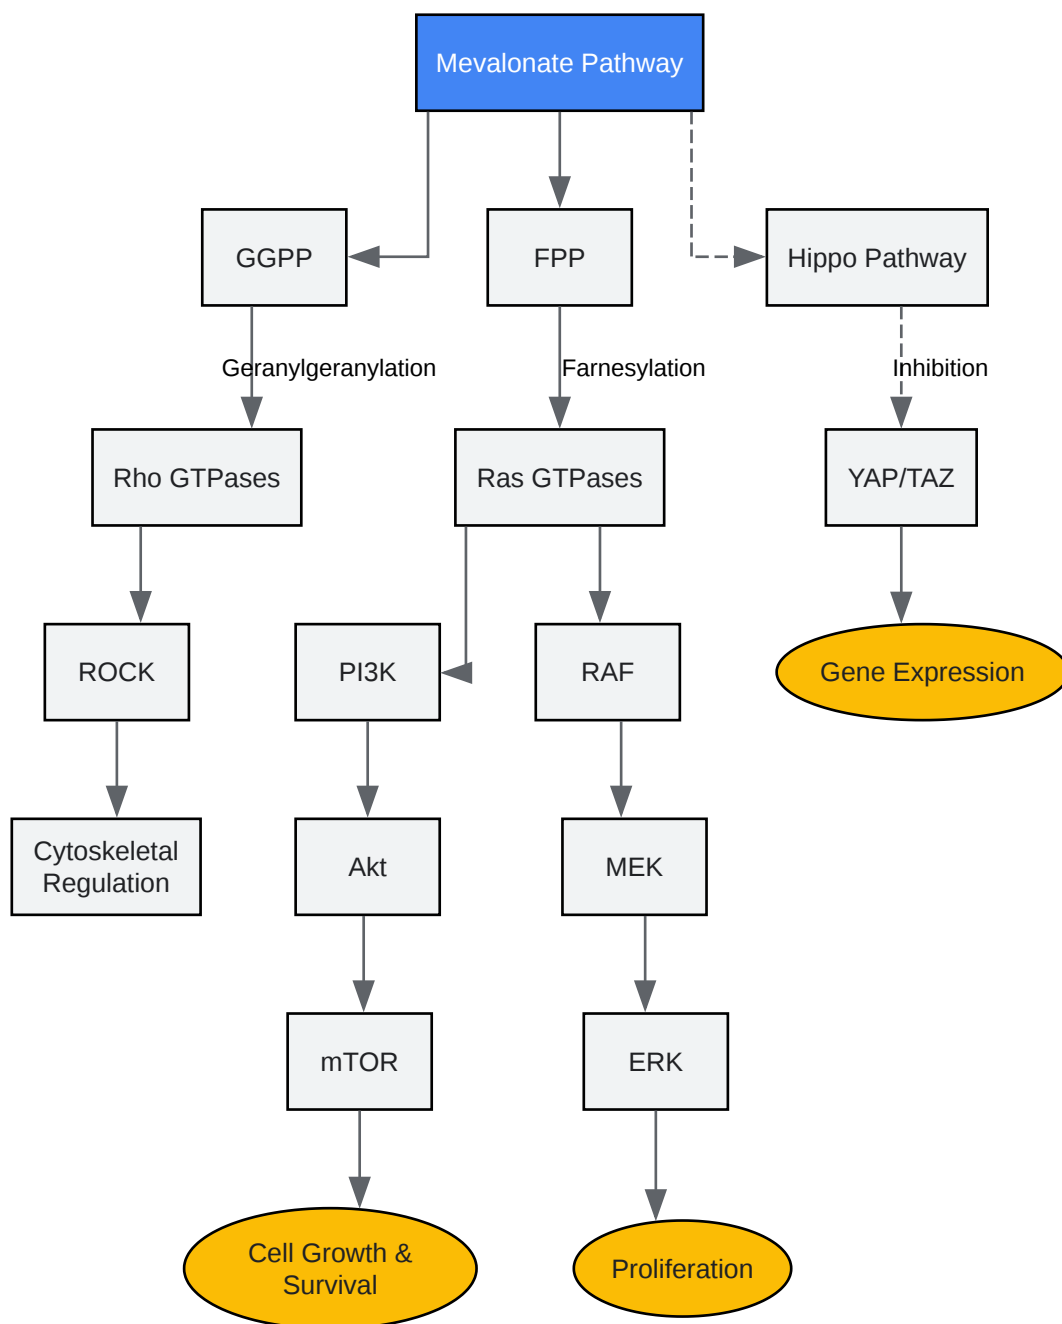 Mevalonate Pathway
GGPP
FPP
Hippo Pathway
Geranylgeranylation
Farnesylation
Inhibition
Rho GTPases
Ras GTPases
YAP/TAZ
ROCK
PI3K
RAF
Gene Expression
Cytoskeletal
Regulation
Akt
MEK
mTOR
ERK
Cell Growth &
Survival
Proliferation